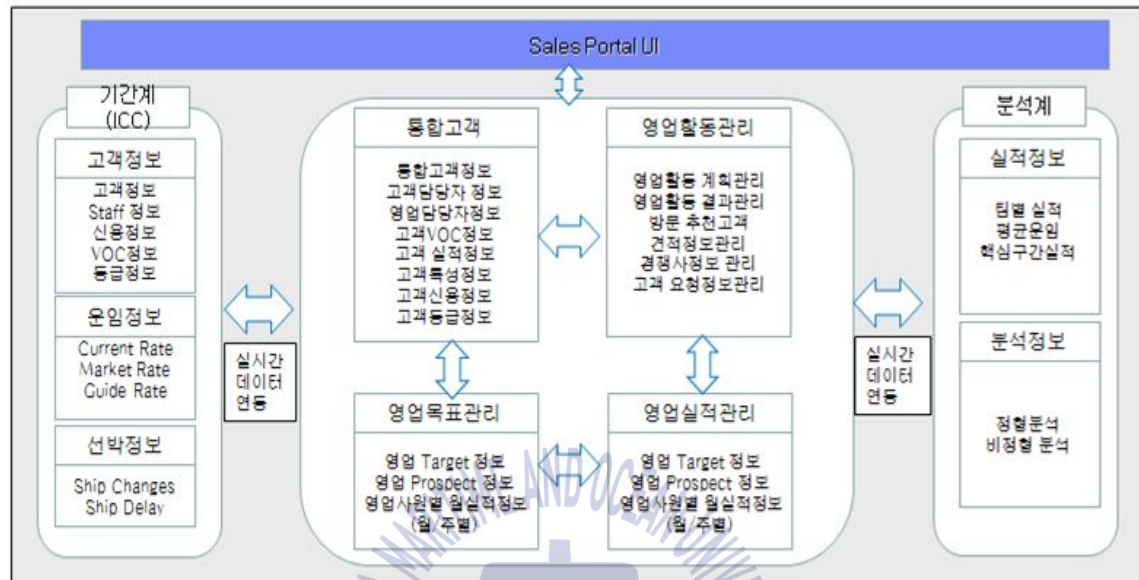 Sales Portal UI
기간계
(ICC)
고객정보
고객정보
Staff 정보
신용정보
VOC정보
등급정보
운임정보
Current Rate
Market Rate
Guide Rate
선박정보
Ship Changes
Ship Delay
실시간
데이터
연동
통합고객
통합고객정보
고객담당자 정보
영업담당자정보
고객VOC정보
고객 실적정보
고객특성정보
고객신용정보
고객등급정보
영업활동관리
영업활동 계획관리
영업활동 결과관리
방문 추천고객
견적정보관리
경쟁사정보 관리
고객 요청정보관리
영업목표관리
영업 Target 정보
영업 Prospect 정보
영업사원별 월실적정보
(월/주별)
영업실적관리
영업 Target 정보
영업 Prospect 정보
영업사원별 월실적정보
(월/주별)
실시간
데이터
연동
분석계
실적정보
팀별 실적
평균운임
핵심구간실적
분석정보
정형분석
비정형 분석
MARITIME AND OCEAN UNIV